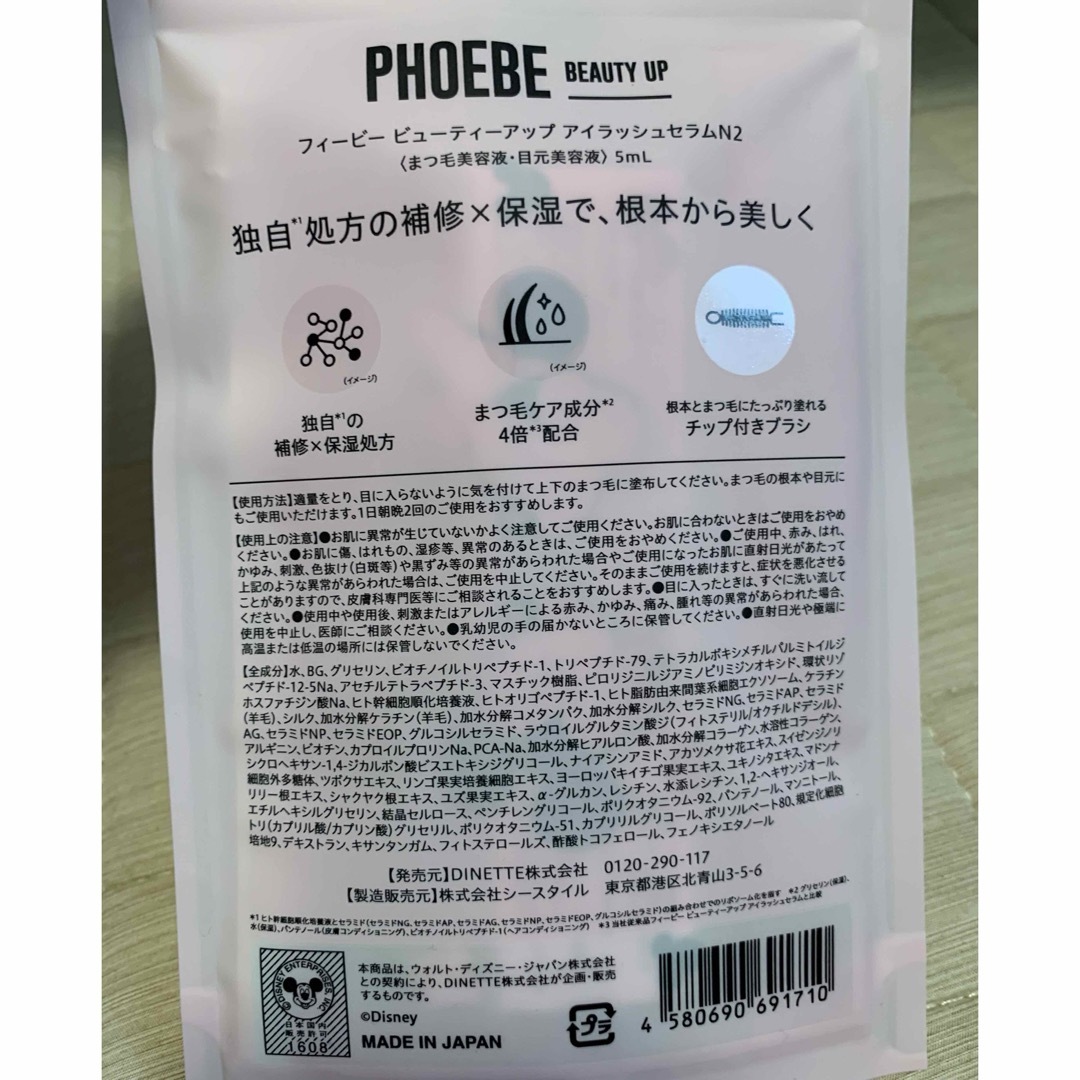 PHOEBE BEAUTY UP
フィービー ビューティーアップ アイラッシュセラムN2
〈まつ毛美容液・目元美容液〉 5mL
独自*1処方の補修×保湿で、根本から美しく
(イメージ)
(イメージ)
独自*1の
補修×保湿処方
まつ毛ケア成分*2
4倍*3配合
根本とまつ毛にたっぷり塗れる
チップ付きブラシ
【使用方法】適量をとり、目に入らないように気を付けて上下のまつ毛に塗布してください。まつ毛の根本や目元に
もご使用いただけます。1日朝晩2回のご使用をおすすめします。
【使用上の注意】●お肌に異常が生じていないかよく注意してご使用ください。お肌に合わないときはご使用をおやめ
ください。●お肌に傷、はれもの、湿疹等、異常のあるときは、ご使用をおやめください。●ご使用中、赤み、はれ、
かゆみ、刺激、色抜け(白斑等)や黒ずみ等の異常があらわれた場合やご使用になったお肌に直射日光があたって
上記のような異常があらわれた場合は、ご使用を中止してください。そのままご使用を続けますと、症状を悪化させる
ことがありますので、皮膚科専門医等にご相談されることをおすすめします。●目に入ったときは、すぐに洗い流して
ください。●使用中や使用後、刺激またはアレルギーによる赤み、かゆみ、痛み、腫れ等の異常があらわれた場合、
使用を中止し、医師にご相談ください。●乳幼児の手の届かないところに保管してください。●直射日光や極端に
高温または低温の場所には保管しないでください。
【全成分】水、BG、グリセリン、ビオチノイルトリペプチド-1、トリペプチド-79、テトラカルボキシメチルパルミトイルジ
ペプチド-12-5Na、アセチルテトラペプチド-3、マスチック樹脂、ピロリジニルジアミノピリミジンオキシド、環状リゾ
ホスファチジン酸Na、ヒト幹細胞順化培養液、ヒトオリゴペプチド-1、ヒト脂肪由来間葉系細胞エクソソーム、ケラチン
(羊毛)、シルク、加水分解ケラチン(羊毛)、加水分解コメタンパク、加水分解シルク、セラミドNG、セラミドAP、セラミド
AG、セラミドNP、セラミドEOP、グルコシルセラミド、ラウロイルグルタミン酸ジ(フィトステリル/オクチルドデシル)、
アルギニン、ビオチン、カプロイルプロリンNa、PCA-Na、加水分解ヒアルロン酸、加水分解コラーゲン、水溶性コラーゲン、
シクロヘキサン-1,4-ジカルボン酸ビスエトキシジグリコール、ナイアシンアミド、アカツメクサ花エキス、スイゼンジノリ
細胞外多糖体、ツボクサエキス、リンゴ果実培養細胞エキス、ヨーロッパキイチゴ果実エキス、ユキノシタエキス、マドンナ
リリー根エキス、シャクヤク根エキス、ユズ果実エキス、α-グルカン、レシチン、水添レシチン、1,2-ヘキサンジオール、
エチルヘキシルグリセリン、結晶セルロース、ペンチレングリコール、ポリクオタニウム-92、パンテノール、マンニトール、
トリ(カプリル酸/カプリン酸)グリセリル、ポリクオタニウム-51、カプリリルグリコール、ポリソルベート80、規定化細胞
培地9、デキストラン、キサンタンガム、フィトステロールズ、酢酸トコフェロール、フェノキシエタノール
【発売元】DINETTE株式会社 0120-290-117
【製造販売元】株式会社シースタイル 東京都港区北青山3-5-6
*1 ヒト幹細胞順化培養液とセラミド(セラミドNG、セラミドAP、セラミドAG、セラミドNP、セラミドEOP、グルコシルセラミド)の組み合わせでのリポソーム化を指す *2 グリセリン(保湿)、
水(保湿)、パンテノール(皮膚コンディショニング)、ビオチノイルトリペプチド-1(ヘアコンディショニング) *3 当社従来品フィービー ビューティーアップ アイラッシュセラムと比較
©DISNEY ENTERPRISES, INC.
日本国内
販売許可
1608
本商品は、ウォルト・ディズニー・ジャパン株式会社
との契約により、DINETTE株式会社が企画・販売
するものです。
©Disney
MADE IN JAPAN
プラ
4 580690 691710